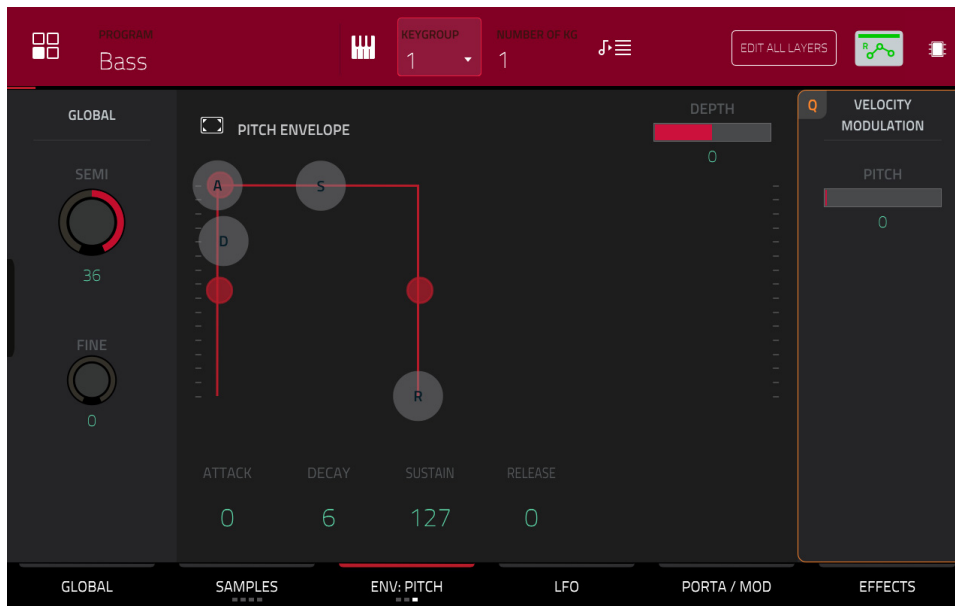 PROGRAM
Bass
KEYGROUP
1
NUMBER OF KG
1
EDIT ALL LAYERS
R
GLOBAL
SEMI
36
FINE
0
PITCH ENVELOPE
DEPTH
0
A
S
D
R
ATTACK
DECAY
SUSTAIN
RELEASE
0
6
127
0
Q
VELOCITY
MODULATION
PITCH
0
GLOBAL
SAMPLES
ENV: PITCH
LFO
PORTA / MOD
EFFECTS